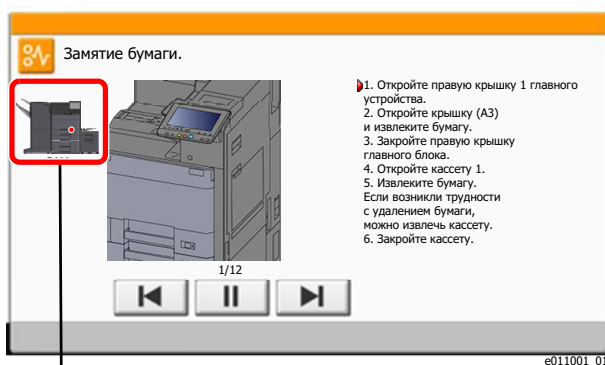 Замятие бумаги.
1. Откройте правую крышку 1 главного
устройства.
2. Откройте крышку (A3)
и извлеките бумагу.
3. Закройте правую крышку
главного блока.
4. Откройте кассету 1.
5. Извлеките бумагу.
Если возникли трудности
с удалением бумаги,
можно извлечь кассету.
6. Закройте кассету.
1/12
e011001_01